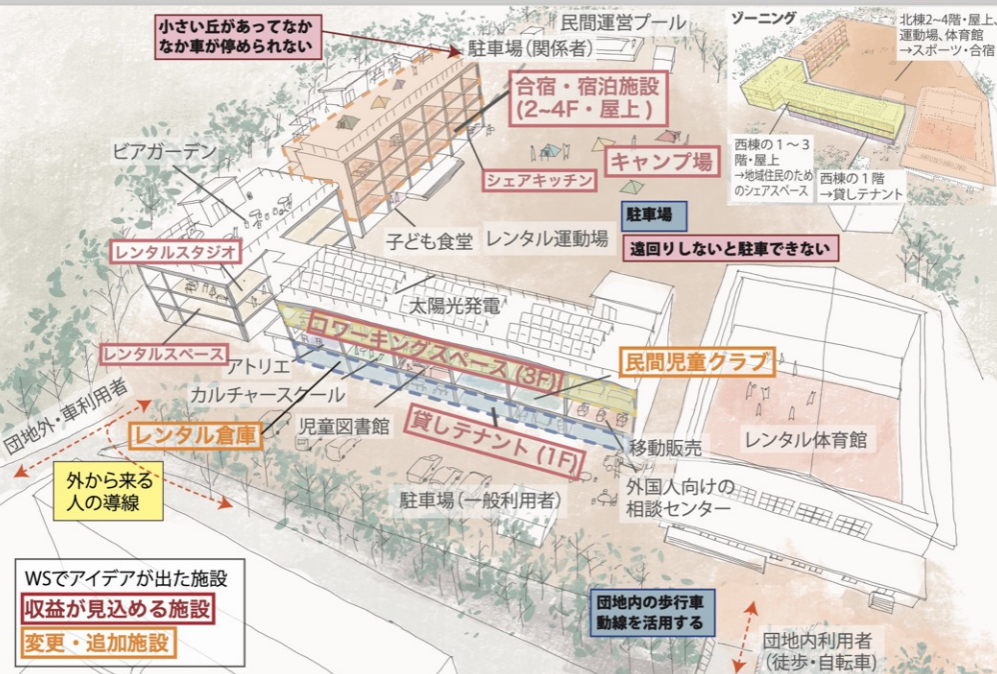 小さい丘があってなか
なか車が停められない
民間運営プール
駐車場(関係者)
ゾーニング
北棟2~4階・屋上、
運動場、体育館
→スポーツ・合宿
合宿・宿泊施設
(2~4F・屋上)
ビアガーデン
キャンプ場
シェアキッチン
西棟の1〜3
階・屋上
→地域住民のため
のシェアスペース
西棟の1階
→貸しテナント
駐車場
子ども食堂
レンタル運動場
遠回りしないと駐車できない
レンタルスタジオ
太陽光発電
コワーキングスペース(3F)
民間児童クラブ
レンタルスペース
アトリエ
カルチャースクール
団地外・車利用者
レンタル倉庫
児童図書館
貸しテナント(1F)
移動販売
レンタル体育館
外から来る
人の導線
駐車場(一般利用者)
外国人向けの
相談センター
WSでアイデアが出た施設
収益が見込める施設
変更・追加施設
団地内の歩行車
動線を活用する
団地内利用者
(徒歩・自転車)